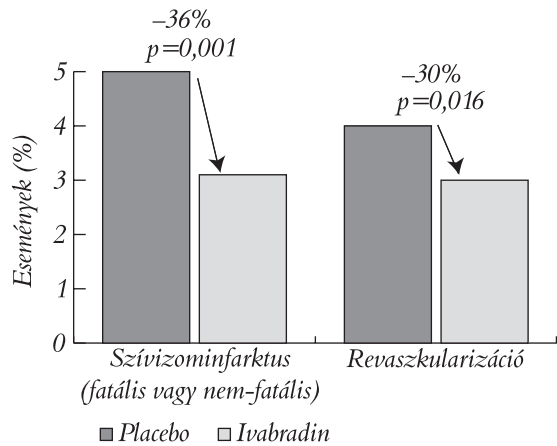 –36%
p=0,001
–30%
p=0,016
Események (%)
5
4
3
2
1
0
Szívizominfarktus
(fatális vagy nem-fatális)
Revaszkularizáció
Placebo
Ivabradin